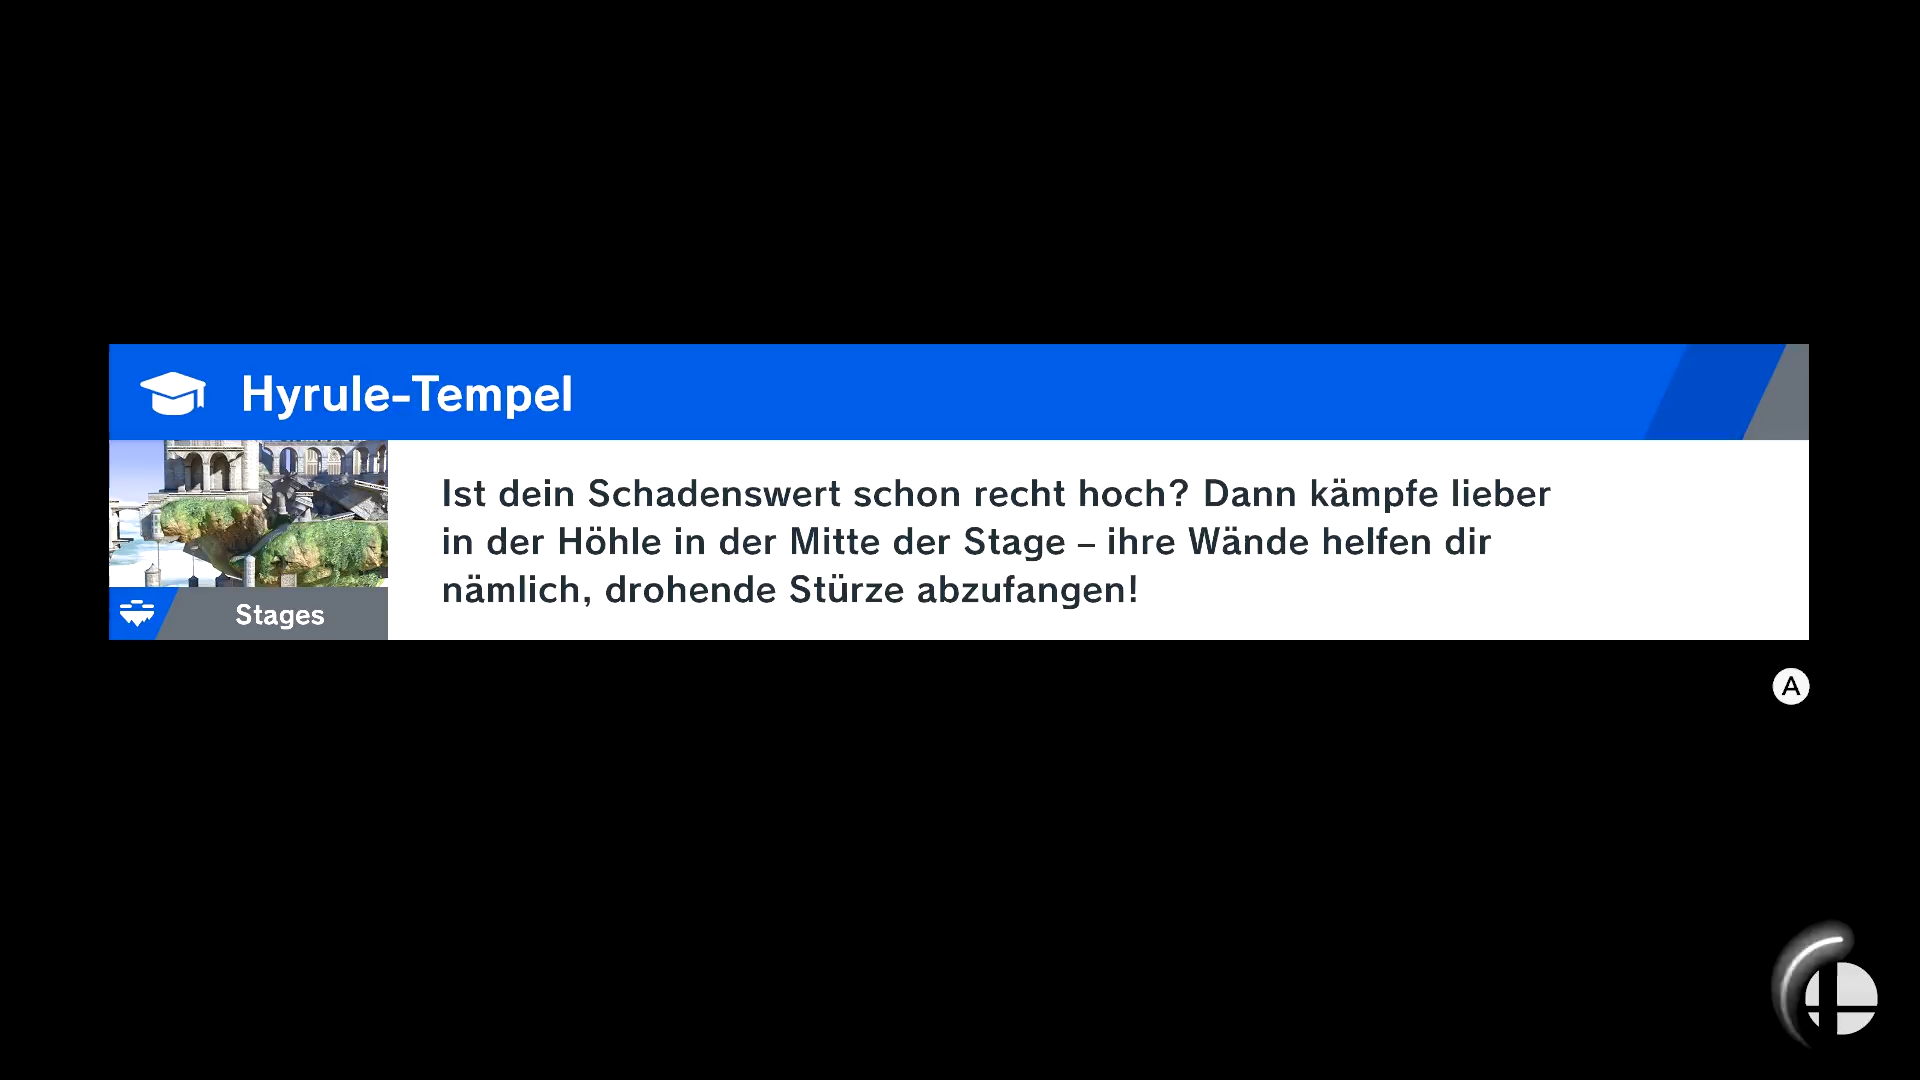 Hyrule-Tempel
Ist dein Schadenswert schon recht hoch? Dann kämpfe lieber
in der Höhle in der Mitte der Stage – ihre Wände helfen dir
nämlich, drohende Stürze abzufangen!
Stages
A